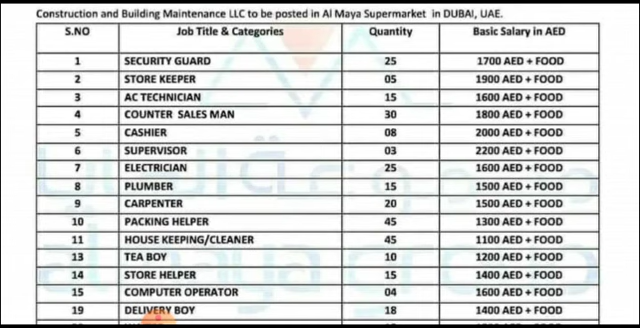 Construction and Building Maintenance LLC to be posted in Al Maya Supermarket in DUBAI, UAE.
S.NO Job Title & Categories Quantity Basic Salary in AED
1 SECURITY GUARD 25 1700 AED + FOOD
2 STORE KEEPER 05 1900 AED + FOOD
3 AC TECHNICIAN 15 1600 AED + FOOD
4 COUNTER SALES MAN 30 1800 AED + FOOD
5 CASHIER 08 2000 AED + FOOD
6 SUPERVISOR 03 2200 AED + FOOD
7 ELECTRICIAN 25 1600 AED + FOOD
8 PLUMBER 15 1500 AED + FOOD
9 CARPENTER 20 1500 AED + FOOD
10 PACKING HELPER 45 1300 AED + FOOD
11 HOUSE KEEPING/CLEANER 45 1100 AED + FOOD
13 TEA BOY 10 1200 AED + FOOD
14 STORE HELPER 15 1400 AED + FOOD
15 COMPUTER OPERATOR 04 1600 AED + FOOD
19 DELIVERY BOY 18 1400 AED + FOOD
al maya group